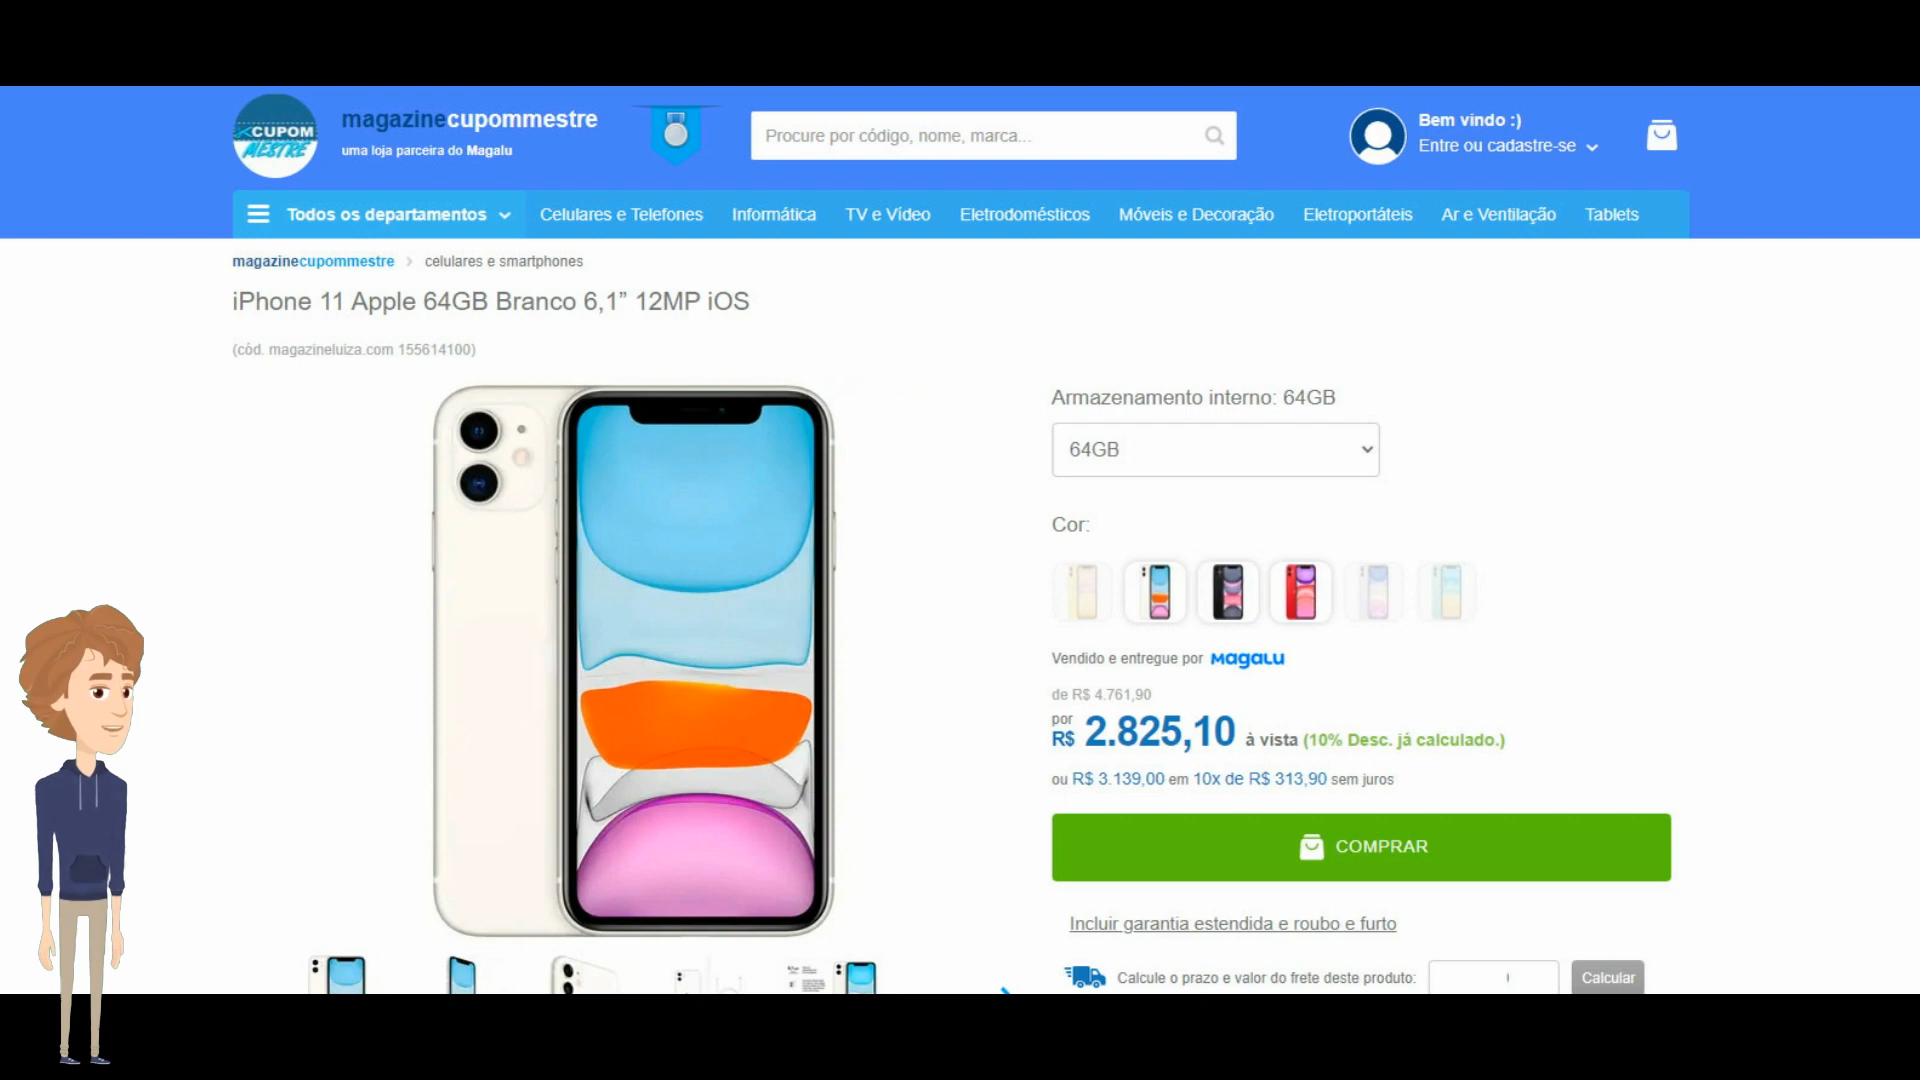 CUPOM
MESTRE
magazinecupommestre
uma loja parceira do Magalu
Procure por código, nome, marca...
Bem vindo :)
Entre ou cadastre-se
Todos os departamentos
Celulares e Telefones
Informática
TV e Vídeo
Eletrodomésticos
Móveis e Decoração
Eletroportáteis
Ar e Ventilação
Tablets
magazinecupommestre > celulares e smartphones
iPhone 11 Apple 64GB Branco 6,1” 12MP iOS
(cód. magazineluiza.com 155614100)
Armazenamento interno: 64GB
64GB
Cor:
Vendido e entregue por Magalu
de R$ 4.761,90
por
R$ 2.825,10 à vista (10% Desc. já calculado.)
ou R$ 3.139,00 em 10x de R$ 313,90 sem juros
COMPRAR
Incluir garantia estendida e roubo e furto
Calcule o prazo e valor do frete deste produto:
Calcular